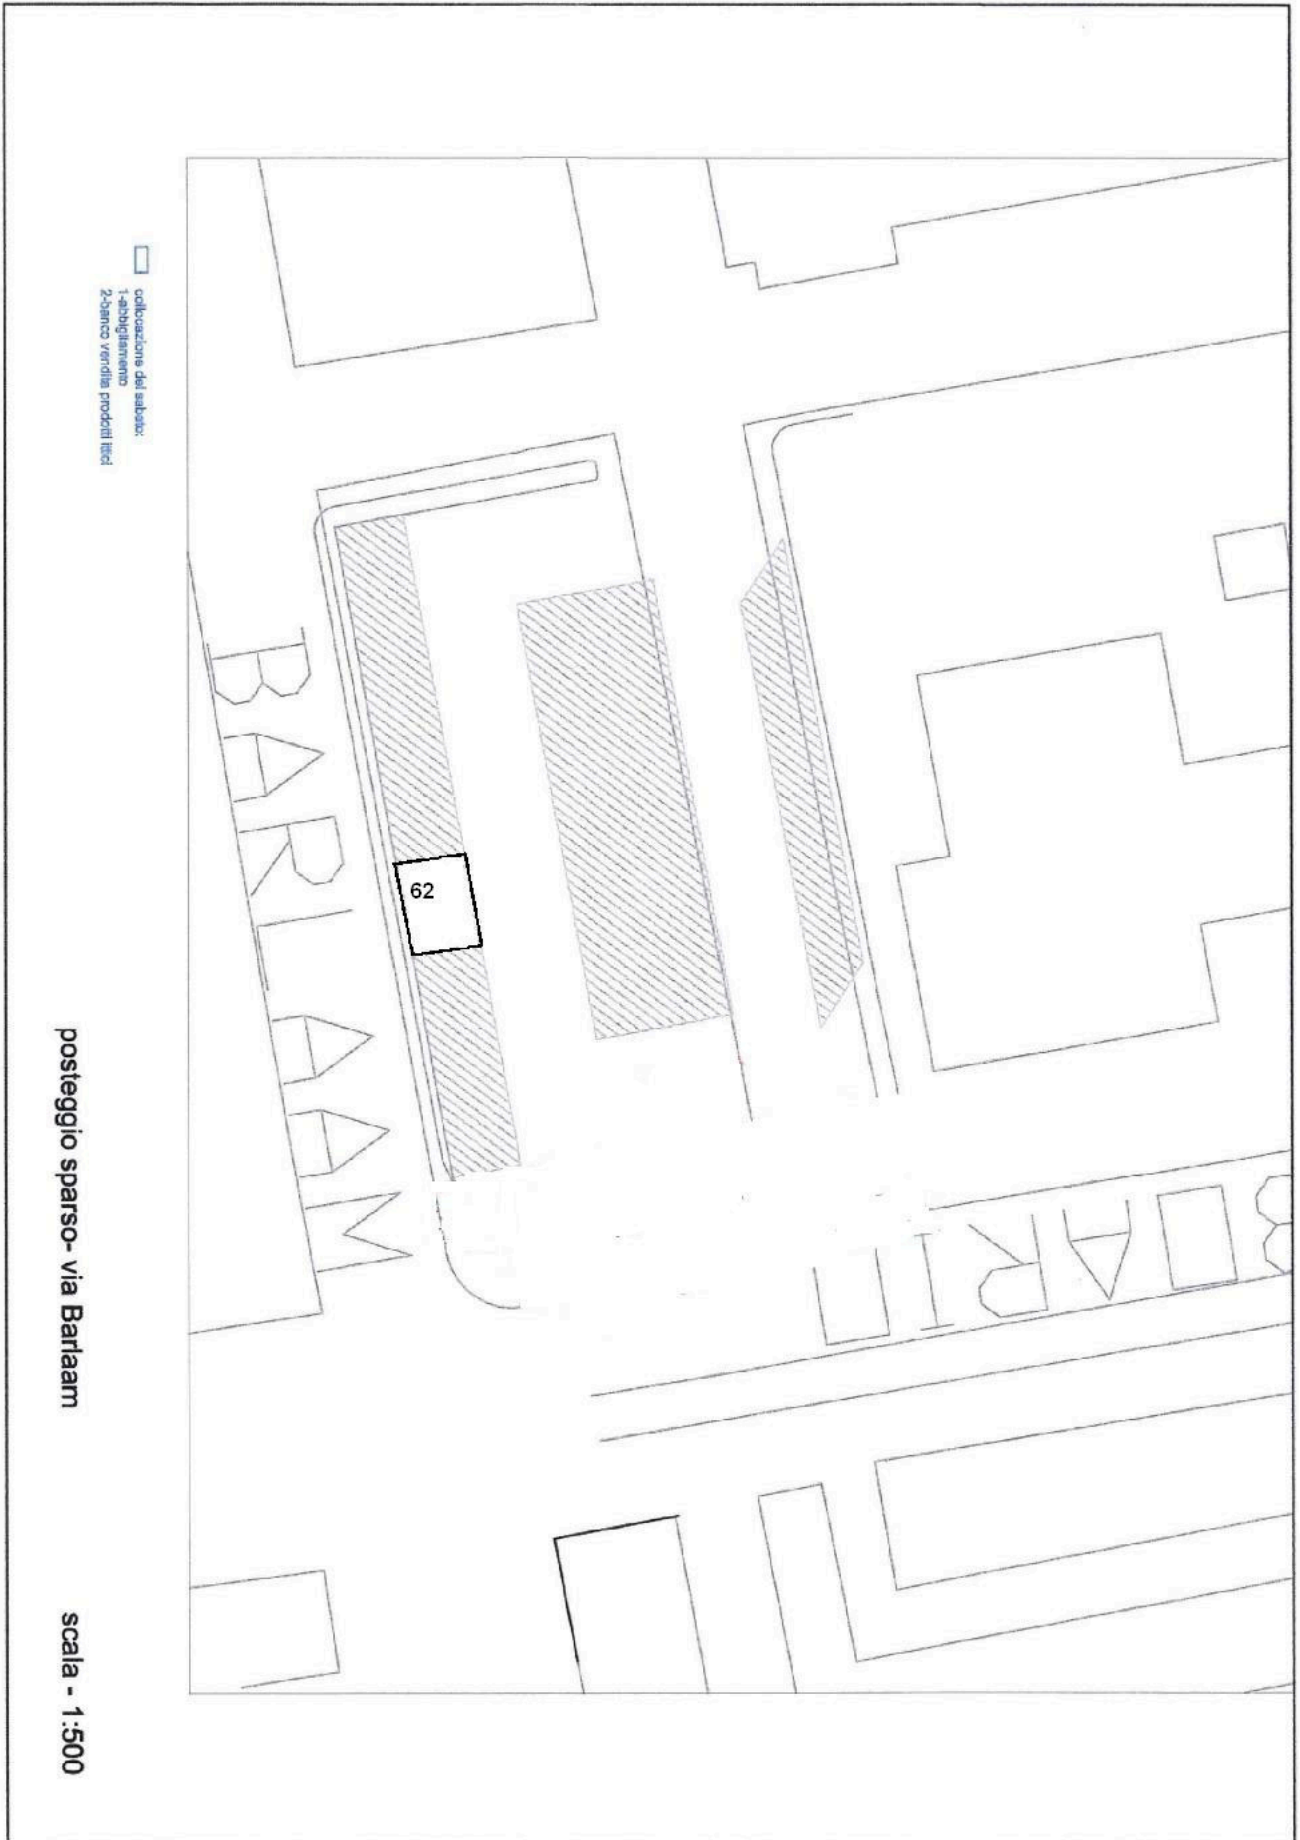 collocazione del sabato:
1-abbigliamento
2-banco vendita prodotti ittici
BARLAAM
62
posteggio sparso- via Barlaam
scala - 1:500